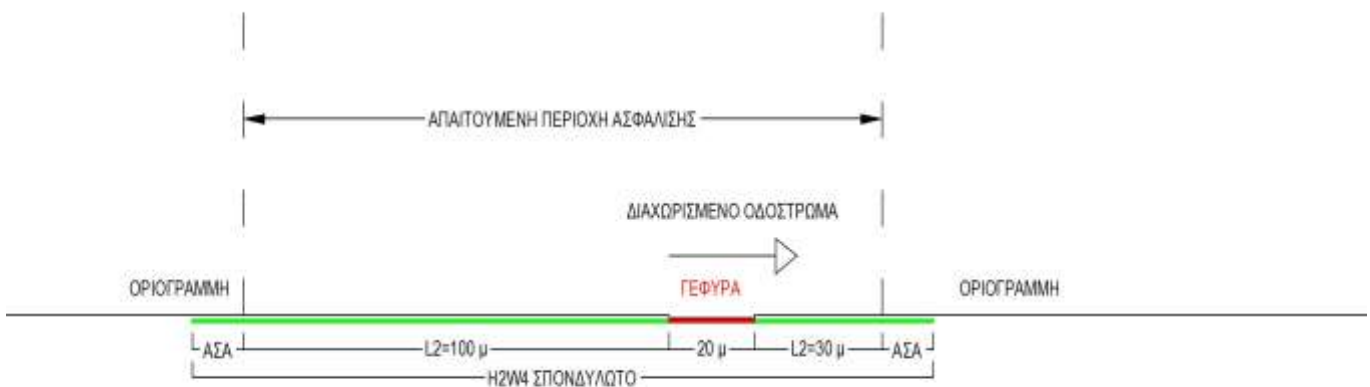 ΑΠΑΙΤΟΥΜΕΝΗ ΠΕΡΙΟΧΗ ΑΣΦΑΛΙΣΗΣ
ΔΙΑΧΩΡΙΣΜΕΝΟ ΟΔΟΣΤΡΩΜΑ
ΟΡΙΟΓΡΑΜΜΗ ΓΕΦΥΡΑ ΟΡΙΟΓΡΑΜΜΗ
ΑΣΑ L2=100 μ 20 μ L2=30 μ ΑΣΑ
H2W4 ΣΠΟΝΔΥΛΩΤΟ